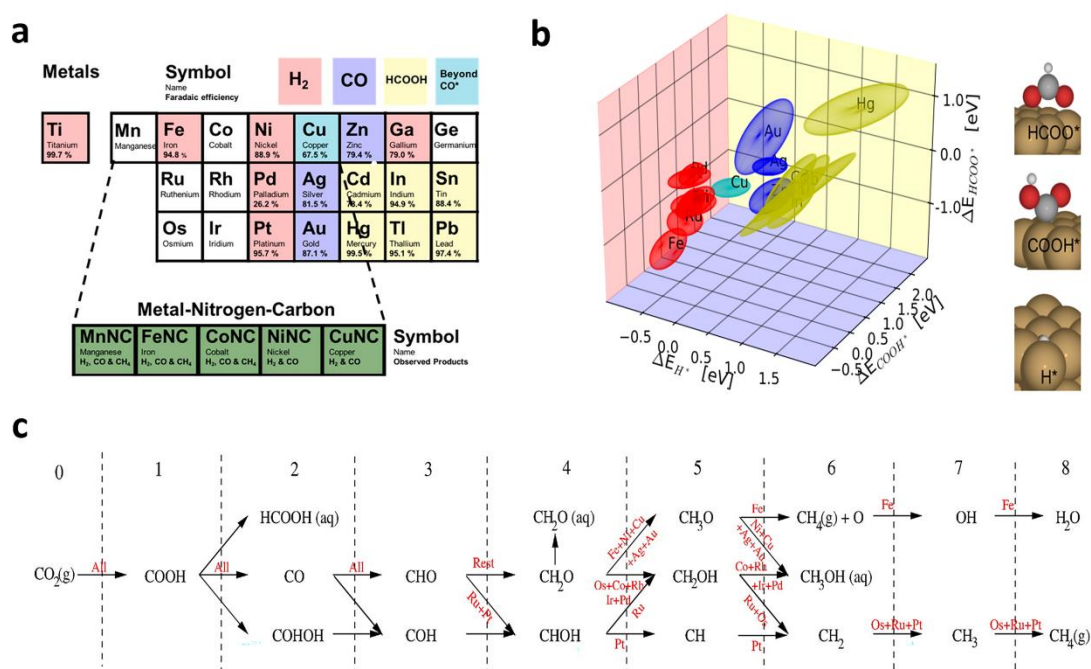 a
Metals
Symbol
Name
Faradaic efficiency
H₂
CO
HCOOH
Beyond
CO*
Ti
Titanium
99.7 %
Mn
Manganese
Fe
Iron
94.8 %
Co
Cobalt
Ni
Nickel
88.9 %
Cu
Copper
67.5 %
Zn
Zinc
79.4 %
Ga
Gallium
79.0 %
Ge
Germanium
Ru
Ruthenium
Rh
Rhodium
Pd
Palladium
26.2 %
Ag
Silver
81.5 %
Cd
Cadmium
8.4 %
In
Indium
94.9 %
Sn
Tin
88.4 %
Os
Osmium
Ir
Iridium
Pt
Platinum
95.7 %
Au
Gold
87.1 %
Hg
Mercury
99.5 %
Tl
Thallium
95.1 %
Pb
Lead
97.4 %
Metal-Nitrogen-Carbon
MnNC
Manganese
H₂, CO & CH₄
FeNC
Iron
H₂, CO & CH₄
CoNC
Cobalt
H₂, CO & CH₄
NiNC
Nickel
H₂ & CO
CuNC
Copper
H₂ & CO
Symbol
Name
Observed Products
b
Hg
Au
Ag
Cu
Ru
Fe
1.0
0.0
-1.0
ΔE_HCOO* [eV]
-0.5
0.0
0.5
1.0
1.5
ΔE_H* [eV]
-0.5
0.0
0.5
1.0
1.5
2.0
ΔE_COOH* [eV]
HCOO*
COOH*
H*
c
0 1 2 3 4 5 6 7 8
HCOOH (aq)
CH₂O (aq)
Fe+Ni+Cu
+Ag+Au
CH₃O
Fe
Ni+Cu
+Ag+Au
CH₄(g) + O
Fe
OH
Fe
H₂O
CO₂(g)
All
COOH
All
CO
All
CHO
Rest
Ru+Pt
CH₂O
Os+Co+Rh
Ir+Pd
Ru
CH₂OH
Co+Rh
+Ir+Pd
Ru+Os
CH₃OH (aq)
COHOH
COH
CHOH
Pt
CH
Pt
CH₂
Os+Ru+Pt
CH₃
Os+Ru+Pt
CH₄(g)